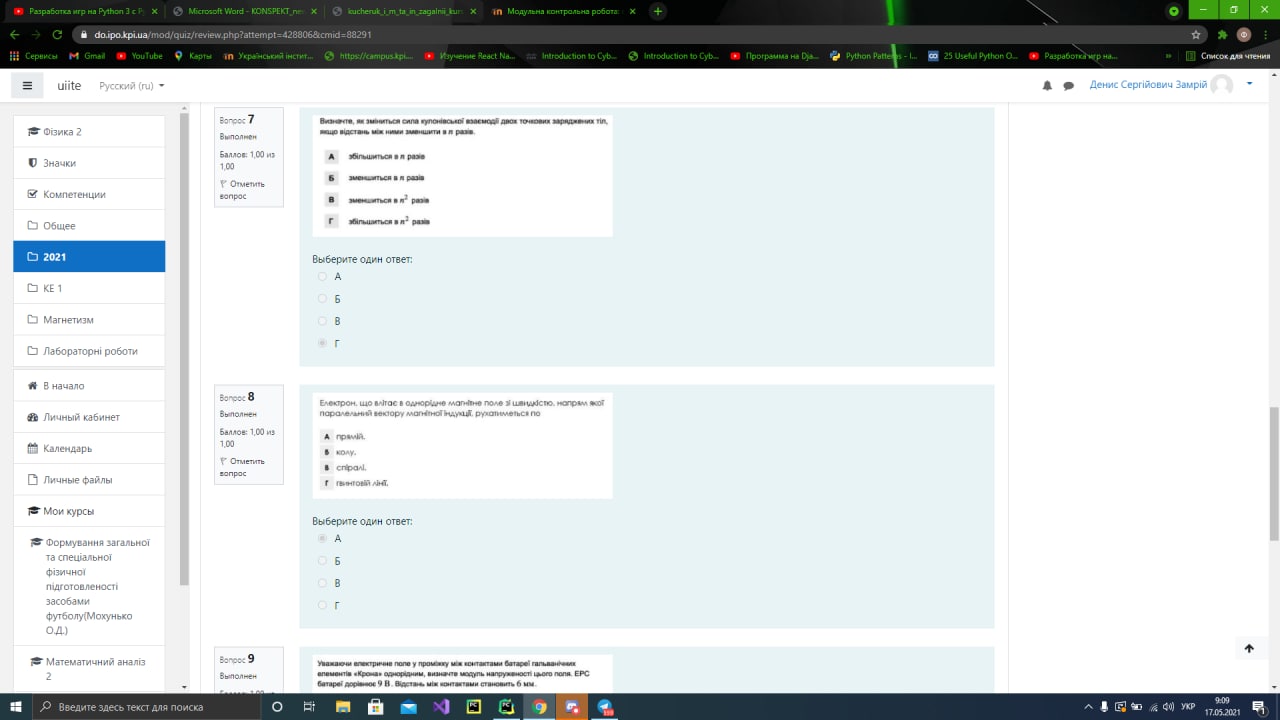 Разработка игр на Python 3 с Py
Microsoft Word - KONSPEKT_new
kucheruk_i_m_ta_in_zagalnii_kurs
Модульна контрольна робота:
do.ipo.kpi.ua/mod/quiz/review.php?attempt=428806&cmid=88291
Сервисы
Gmail
YouTube
Карты
Український інстит...
https://campus.kpi....
Изучение React Na...
Introduction to Cyb...
Introduction to Cyb...
Программа на Dja...
Python Patterns - I...
25 Useful Python O...
Разработка игр на...
»
Список для чтения
uiite
Русский (ru)
Денис Сергійович Замрій
Фізика 2
Значки
Компетенции
Общее
2021
КЕ 1
Магнетизм
Лабораторні роботи
В начало
Личный кабинет
Календарь
Личные файлы
Мои курсы
Формування загальної
та спеціальної
фізичної
підготовленості
засобами
футболу(Мохунько
О.Д.)
Математичний аналіз
2
Вопрос 7
Выполнен
Баллов: 1,00 из
1,00
Отметить
вопрос
Визначте, як зміниться сила кулонівської взаємодії двох точкових заряджених тіл,
якщо відстань між ними зменшити в n разів.
А збільшиться в n разів
Б зменшиться в n разів
В зменшиться в n² разів
Г збільшиться в n² разів
Выберите один ответ:
А
Б
В
Г
Вопрос 8
Выполнен
Баллов: 1,00 из
1,00
Отметить
вопрос
Електрон, що влітає в однорідне магнітне поле зі швидкістю, напрям якої
паралельний вектору магнітної індукції, рухатиметься по
А прямій.
Б колу.
В спіралі.
Г гвинтовій лінії.
Выберите один ответ:
А
Б
В
Г
Вопрос 9
Выполнен
Уважаючи електричне поле у проміжку між контактами батареї гальванічних
елементів «Крона» однорідним, визначте модуль напруженості цього поля. ЕРС
батареї дорівнює 9 В. Відстань між контактами становить 6 мм.
Введите здесь текст для поиска
УКР
9:09
17.05.2021